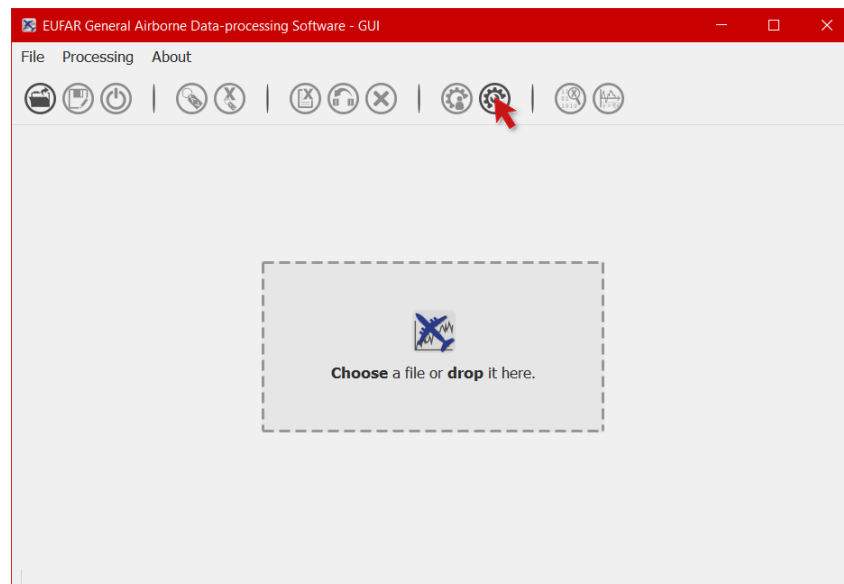 EUFAR General Airborne Data-processing Software - GUI
File Processing About
Choose a file or drop it here.